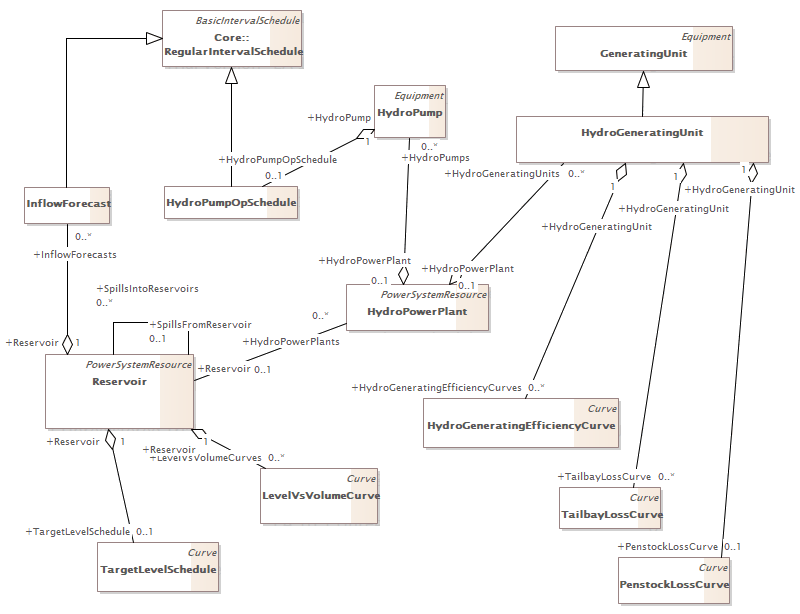 BasicIntervalSchedule
Core::
RegularIntervalSchedule
Equipment
GeneratingUnit
Equipment
HydroPump
+HydroPump
1
0..*
+HydroPumps
HydroGeneratingUnit
+HydroPumpOpSchedule
0..1
HydroPumpOpSchedule
InflowForecast
+HydroGeneratingUnits 0..*
1
+HydroGeneratingUnit
1
+HydroGeneratingUnit
1
+HydroGeneratingUnit
0..*
+InflowForecasts
+HydroPowerPlant
0..1
+HydroPowerPlant
0..1
PowerSystemResource
HydroPowerPlant
+SpillsIntoReservoirs
0..*
+SpillsFromReservoir
0..1
0..*
+HydroPowerPlants
+Reservoir 1
+Reservoir 0..1
PowerSystemResource
Reservoir
+HydroGeneratingEfficiencyCurves 0..*
Curve
HydroGeneratingEfficiencyCurve
+Reservoir 1
1
+Reservoir
+LevelVsVolumeCurves 0..*
Curve
LevelVsVolumeCurve
+TailbayLossCurve 0..*
Curve
TailbayLossCurve
+TargetLevelSchedule 0..1
Curve
TargetLevelSchedule
+PenstockLossCurve 0..1
Curve
PenstockLossCurve